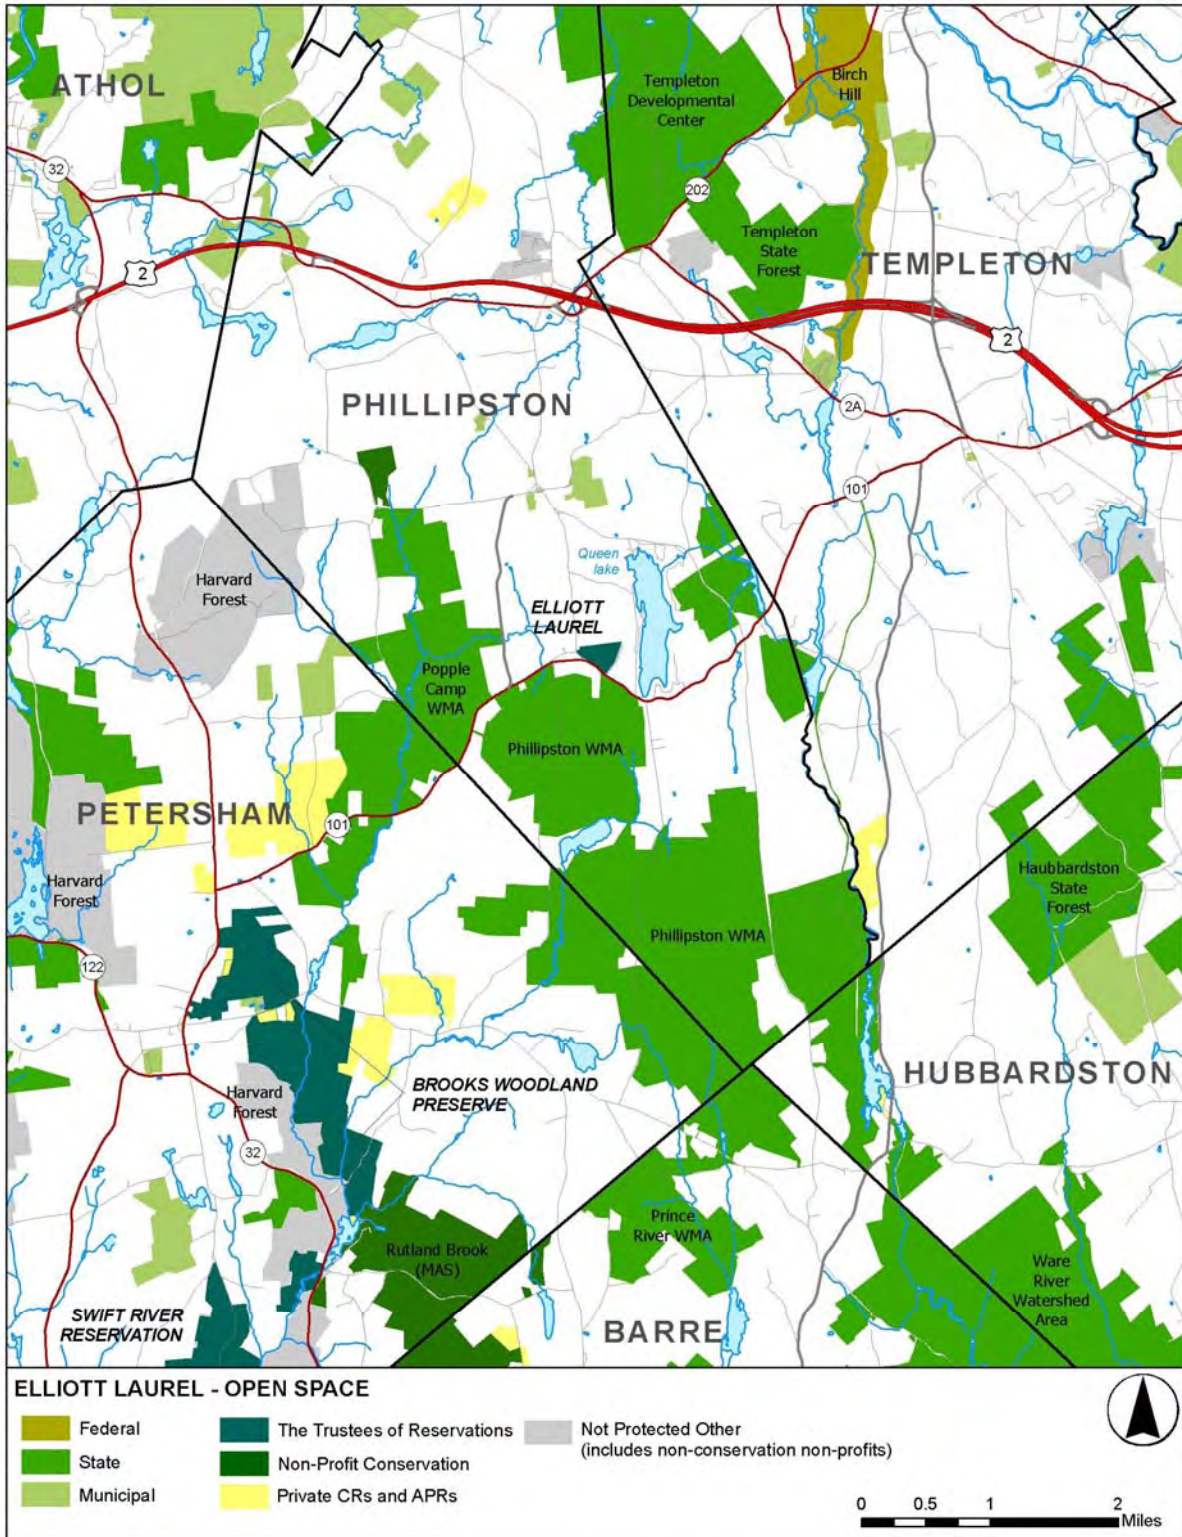 ATHOL
Templeton
Developmental
Center
Birch
Hill
32
202
Templeton
State
Forest
TEMPLETON
2
2
PHILLIPSTON
2A
101
Queen
lake
Harvard
Forest
ELLIOTT
LAUREL
Popple
Camp
WMA
Phillipston WMA
PETERSHAM
101
Harvard
Forest
Haubbardston
State
Forest
Phillipston WMA
122
HUBBARDSTON
BROOKS WOODLAND
PRESERVE
Harvard
Forest
32
Prince
River WMA
Rutland Brook
(MAS)
Ware
River
Watershed
Area
SWIFT RIVER
RESERVATION
BARRE
ELLIOTT LAUREL - OPEN SPACE
Federal
State
Municipal
The Trustees of Reservations
Non-Profit Conservation
Private CRs and APRs
Not Protected Other
(includes non-conservation non-profits)
0 0.5 1 2
Miles